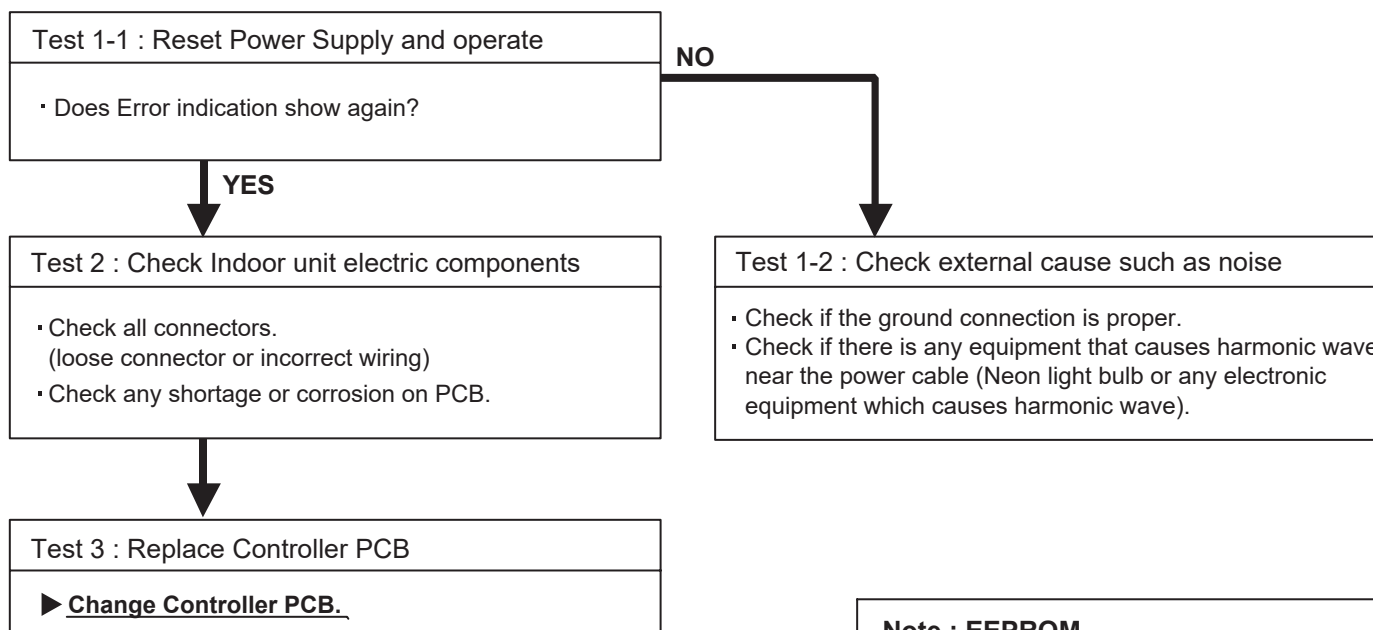 Test 1-1 : Reset Power Supply and operate
・Does Error indication show again?
NO
YES
Test 2 : Check Indoor unit electric components
・Check all connectors.
(loose connector or incorrect wiring)
・Check any shortage or corrosion on PCB.
Test 1-2 : Check external cause such as noise
・Check if the ground connection is proper.
・Check if there is any equipment that causes harmonic wave
near the power cable (Neon light bulb or any electronic
equipment which causes harmonic wave).
Test 3 : Replace Controller PCB
▶ Change Controller PCB.
Note : EEPROM